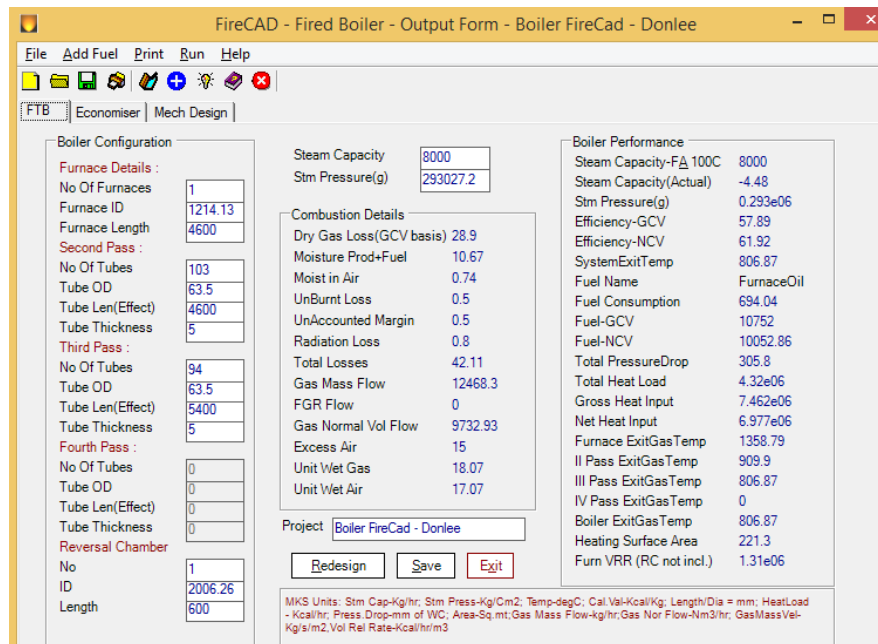 FireCAD - Fired Boiler - Output Form - Boiler FireCad - Donlee
File Add Fuel Print Run Help
FTB Economiser Mech Design
Boiler Configuration
Furnace Details :
No Of Furnaces 1
Furnace ID 1214.13
Furnace Length 4600
Second Pass :
No Of Tubes 103
Tube OD 63.5
Tube Len(Effect) 4600
Tube Thickness 5
Third Pass :
No Of Tubes 94
Tube OD 63.5
Tube Len(Effect) 5400
Tube Thickness 5
Fourth Pass :
No Of Tubes 0
Tube OD 0
Tube Len(Effect) 0
Tube Thickness 0
Reversal Chamber
No 1
ID 2006.26
Length 600
Steam Capacity 8000
Stm Pressure(g) 293027.2
Combustion Details
Dry Gas Loss(GCV basis) 28.9
Moisture Prod+Fuel 10.67
Moist in Air 0.74
UnBurnt Loss 0.5
UnAccounted Margin 0.5
Radiation Loss 0.8
Total Losses 42.11
Gas Mass Flow 12468.3
FGR Flow 0
Gas Normal Vol Flow 9732.93
Excess Air 15
Unit Wet Gas 18.07
Unit Wet Air 17.07
Project Boiler FireCad - Donlee
Redesign Save Exit
Boiler Performance
Steam Capacity-FA 100C 8000
Steam Capacity(Actual) -4.48
Stm Pressure(g) 0.293e06
Efficiency-GCV 57.89
Efficiency-NCV 61.92
SystemExitTemp 806.87
Fuel Name FurnaceOil
Fuel Consumption 694.04
Fuel-GCV 10752
Fuel-NCV 10052.86
Total PressureDrop 305.8
Total Heat Load 4.32e06
Gross Heat Input 7.462e06
Net Heat Input 6.977e06
Furnace ExitGasTemp 1358.79
II Pass ExitGasTemp 909.9
III Pass ExitGasTemp 806.87
IV Pass ExitGasTemp 0
Boiler ExitGasTemp 806.87
Heating Surface Area 221.3
Furn VRR (RC not incl.) 1.31e06
MKS Units: Stm Cap-Kg/hr; Stm Press-Kg/Cm2; Temp-degC; Cal.Val-Kcal/Kg; Length/Dia = mm; HeatLoad
- Kcal/hr; Press.Drop-mm of WC; Area-Sq.mt;Gas Mass Flow-kg/hr;Gas Nor Flow-Nm3/hr; GasMassVel-
Kg/s/m2,Vol Rel Rate-Kcal/hr/m3